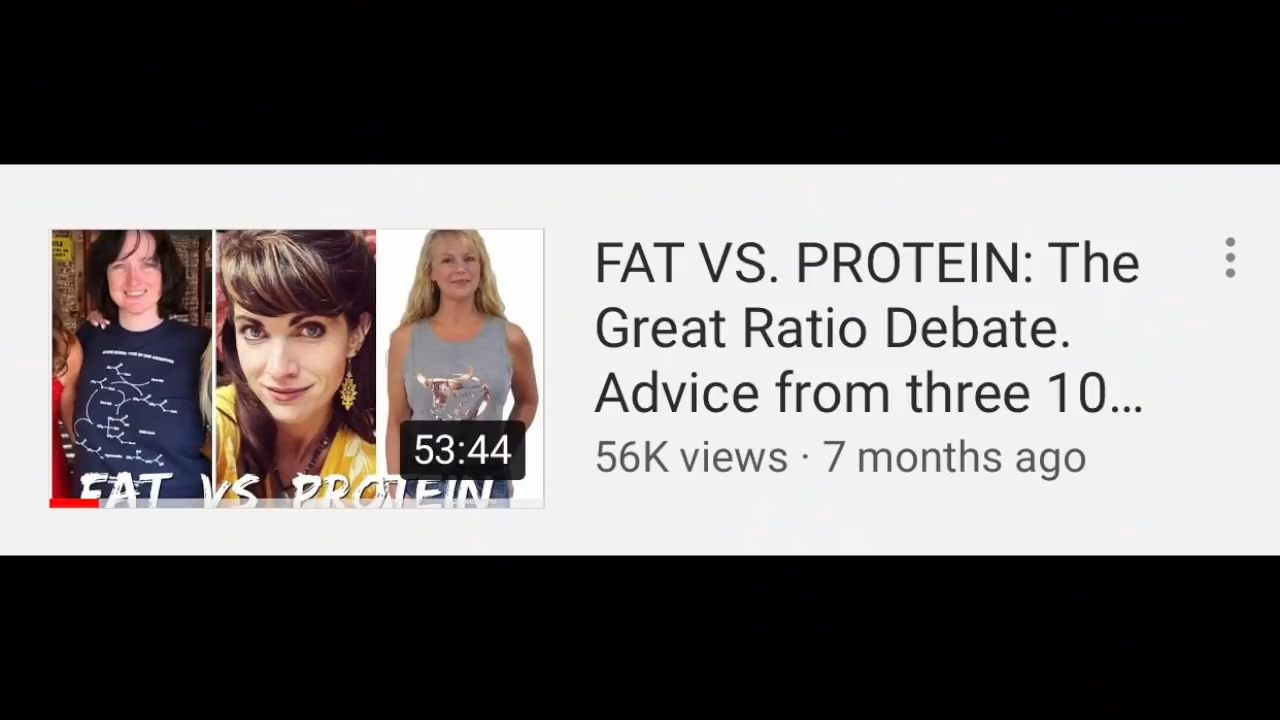 FAT VS. PROTEIN: The
Great Ratio Debate.
Advice from three 10…
56K views · 7 months ago
53:44
FAT VS PROTEIN